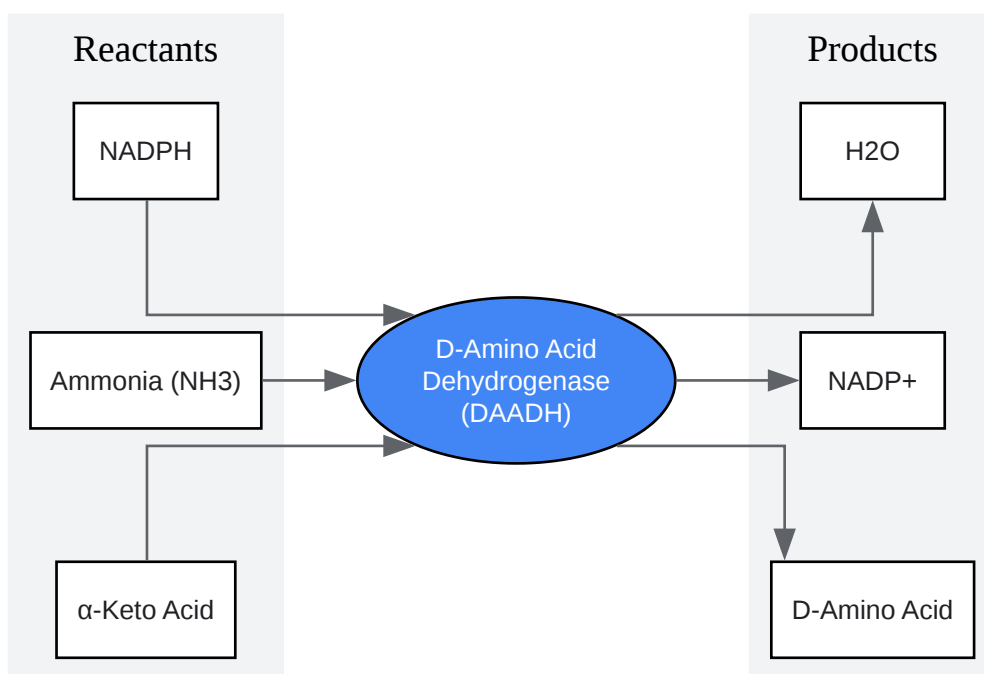 Reactants
Products
NADPH
H2O
Ammonia (NH3)
D-Amino Acid
Dehydrogenase
(DAADH)
NADP+
α-Keto Acid
D-Amino Acid